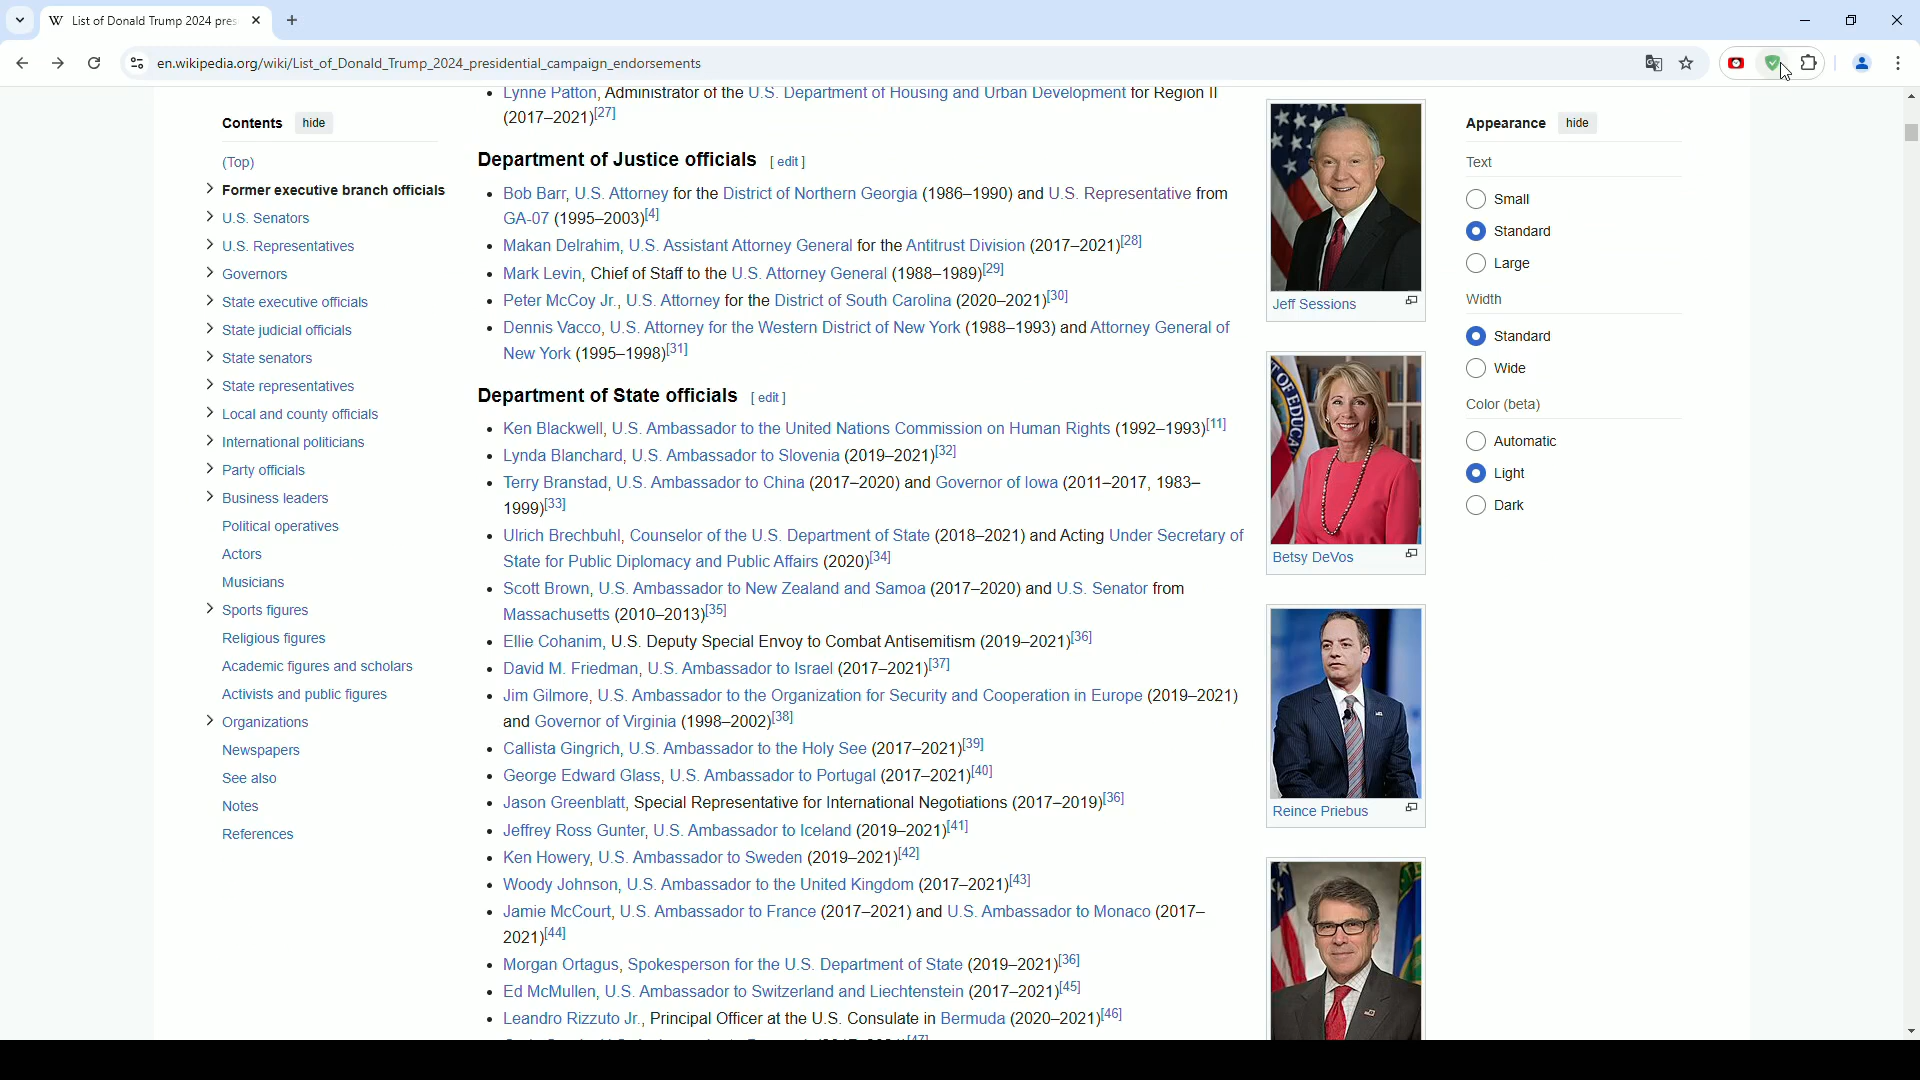 List of Donald Trump 2024 pres
en.wikipedia.org/wiki/List_of_Donald_Trump_2024_presidential_campaign_endorsements
Contents hide
(Top)
Former executive branch officials
U.S. Senators
U.S. Representatives
Governors
State executive officials
State judicial officials
State senators
State representatives
Local and county officials
International politicians
Party officials
Business leaders
Political operatives
Actors
Musicians
Sports figures
Religious figures
Academic figures and scholars
Activists and public figures
Organizations
Newspapers
See also
Notes
References
Lynne Patton, Administrator of the U.S. Department of Housing and Urban Development for Region II
(2017–2021)[27]
Department of Justice officials [ edit ]
Bob Barr, U.S. Attorney for the District of Northern Georgia (1986–1990) and U.S. Representative from
GA-07 (1995–2003)[4]
Makan Delrahim, U.S. Assistant Attorney General for the Antitrust Division (2017–2021)[28]
Mark Levin, Chief of Staff to the U.S. Attorney General (1988–1989)[29]
Peter McCoy Jr., U.S. Attorney for the District of South Carolina (2020–2021)[30]
Dennis Vacco, U.S. Attorney for the Western District of New York (1988–1993) and Attorney General of
New York (1995–1998)[31]
Department of State officials [ edit ]
Ken Blackwell, U.S. Ambassador to the United Nations Commission on Human Rights (1992–1993)[11]
Lynda Blanchard, U.S. Ambassador to Slovenia (2019–2021)[32]
Terry Branstad, U.S. Ambassador to China (2017–2020) and Governor of Iowa (2011–2017, 1983–
1999)[33]
Ulrich Brechbuhl, Counselor of the U.S. Department of State (2018–2021) and Acting Under Secretary of
State for Public Diplomacy and Public Affairs (2020)[34]
Scott Brown, U.S. Ambassador to New Zealand and Samoa (2017–2020) and U.S. Senator from
Massachusetts (2010–2013)[35]
Ellie Cohanim, U.S. Deputy Special Envoy to Combat Antisemitism (2019–2021)[36]
David M. Friedman, U.S. Ambassador to Israel (2017–2021)[37]
Jim Gilmore, U.S. Ambassador to the Organization for Security and Cooperation in Europe (2019–2021)
and Governor of Virginia (1998–2002)[38]
Callista Gingrich, U.S. Ambassador to the Holy See (2017–2021)[39]
George Edward Glass, U.S. Ambassador to Portugal (2017–2021)[40]
Jason Greenblatt, Special Representative for International Negotiations (2017–2019)[36]
Jeffrey Ross Gunter, U.S. Ambassador to Iceland (2019–2021)[41]
Ken Howery, U.S. Ambassador to Sweden (2019–2021)[42]
Woody Johnson, U.S. Ambassador to the United Kingdom (2017–2021)[43]
Jamie McCourt, U.S. Ambassador to France (2017–2021) and U.S. Ambassador to Monaco (2017–
2021)[44]
Morgan Ortagus, Spokesperson for the U.S. Department of State (2019–2021)[36]
Ed McMullen, U.S. Ambassador to Switzerland and Liechtenstein (2017–2021)[45]
Leandro Rizzuto Jr., Principal Officer at the U.S. Consulate in Bermuda (2020–2021)[46]
Jeff Sessions
OF EDUCA
Betsy DeVos
Reince Priebus
Appearance hide
Text
Small
Standard
Large
Width
Standard
Wide
Color (beta)
Automatic
Light
Dark